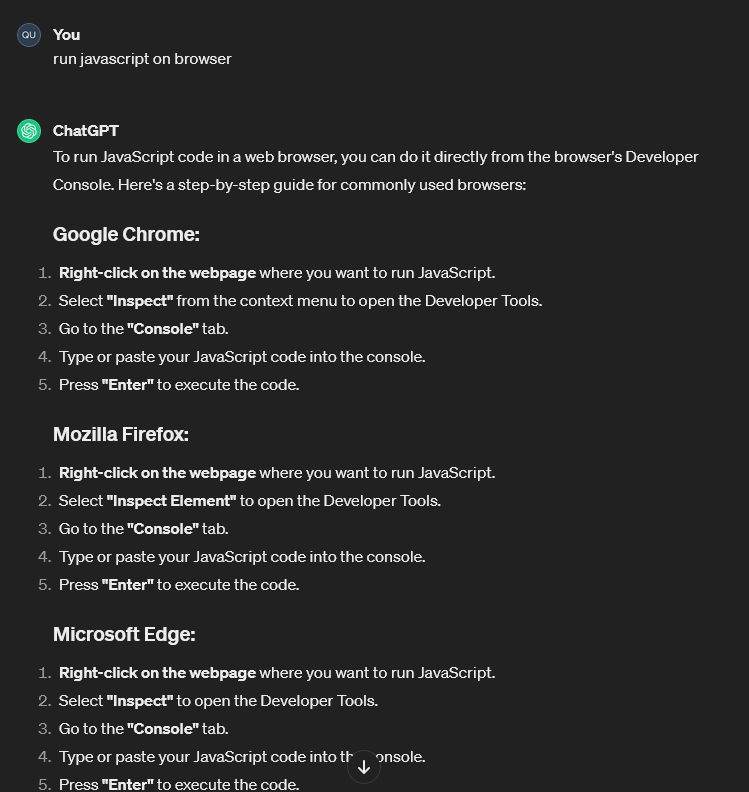 QU
You
run javascript on browser
ChatGPT
To run JavaScript code in a web browser, you can do it directly from the browser's Developer
Console. Here's a step-by-step guide for commonly used browsers:
Google Chrome:
1. Right-click on the webpage where you want to run JavaScript.
2. Select "Inspect" from the context menu to open the Developer Tools.
3. Go to the "Console" tab.
4. Type or paste your JavaScript code into the console.
5. Press "Enter" to execute the code.
Mozilla Firefox:
1. Right-click on the webpage where you want to run JavaScript.
2. Select "Inspect Element" to open the Developer Tools.
3. Go to the "Console" tab.
4. Type or paste your JavaScript code into the console.
5. Press "Enter" to execute the code.
Microsoft Edge:
1. Right-click on the webpage where you want to run JavaScript.
2. Select "Inspect" to open the Developer Tools.
3. Go to the "Console" tab.
4. Type or paste your JavaScript code into the console.
5. Press "Enter" to execute the code.